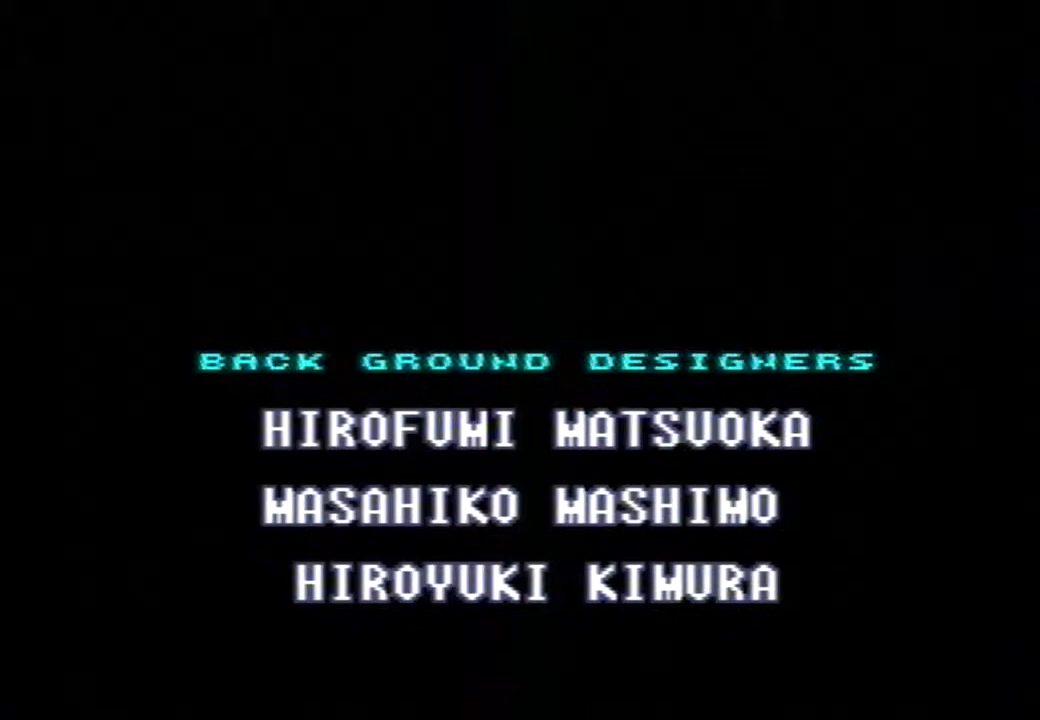 BACK GROUND DESIGNERS
HIROFUMI MATSUOKA
MASAHIKO MASHIMO
HIROYUKI KIMURA